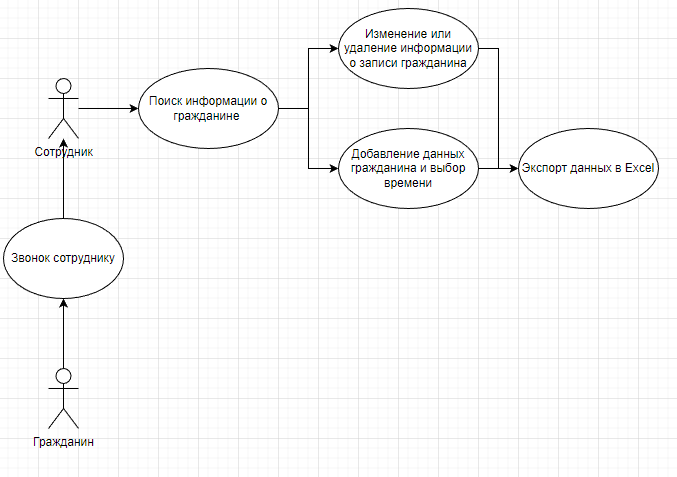 Изменение или
удаление информации
о записи гражданина
Поиск информации о
гражданине
Сотрудник
Добавление данных
гражданина и выбор
времени
Экспорт данных в Excel
Звонок сотруднику
Гражданин